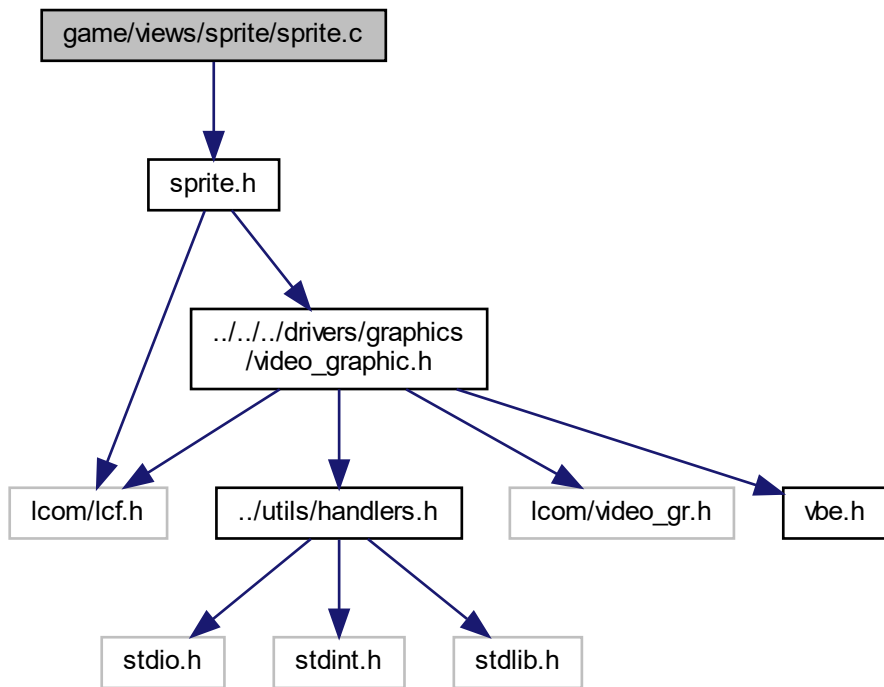 game/views/sprite/sprite.c
sprite.h
../../../drivers/graphics
/video_graphic.h
lcom/lcf.h
../utils/handlers.h
lcom/video_gr.h
vbe.h
stdio.h
stdint.h
stdlib.h